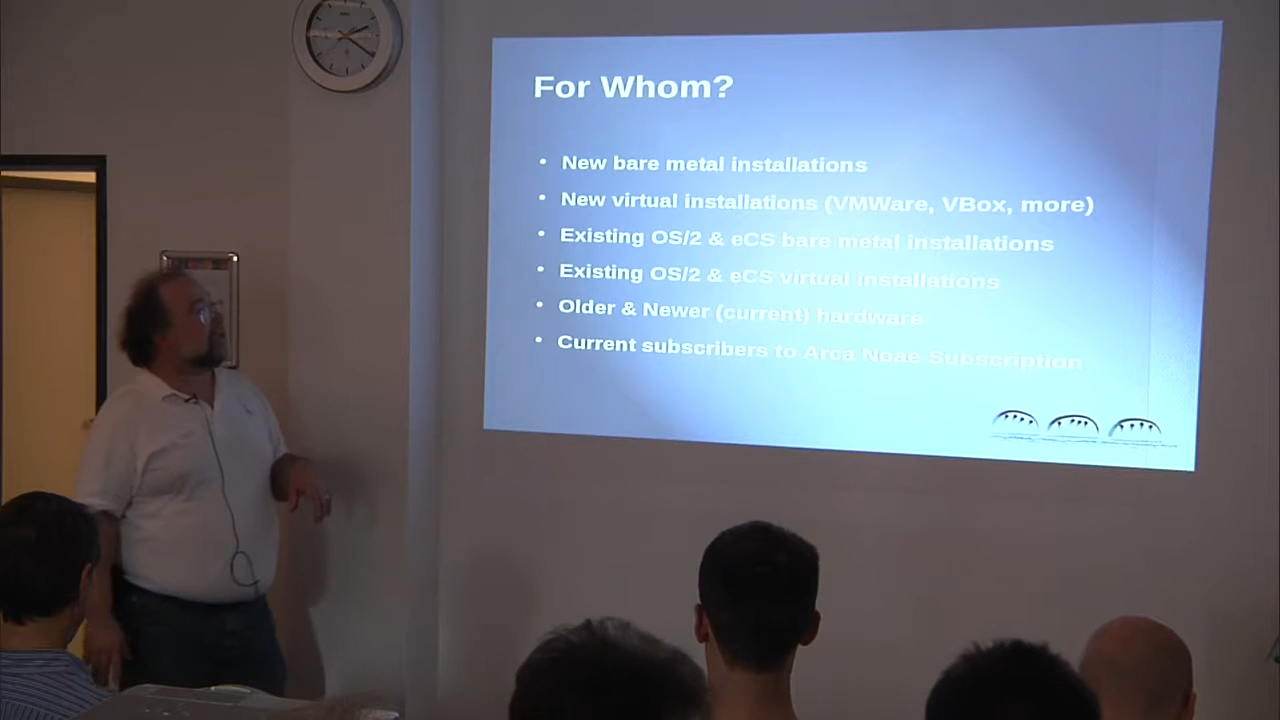 For Whom?
• New bare metal installations
• New virtual installations (VMWare, VBox, more)
• Existing OS/2 & eCS bare metal installations
• Existing OS/2 & eCS virtual installations
• Older & Newer (current) hardware
• Current subscribers to Arca Noae Subscription